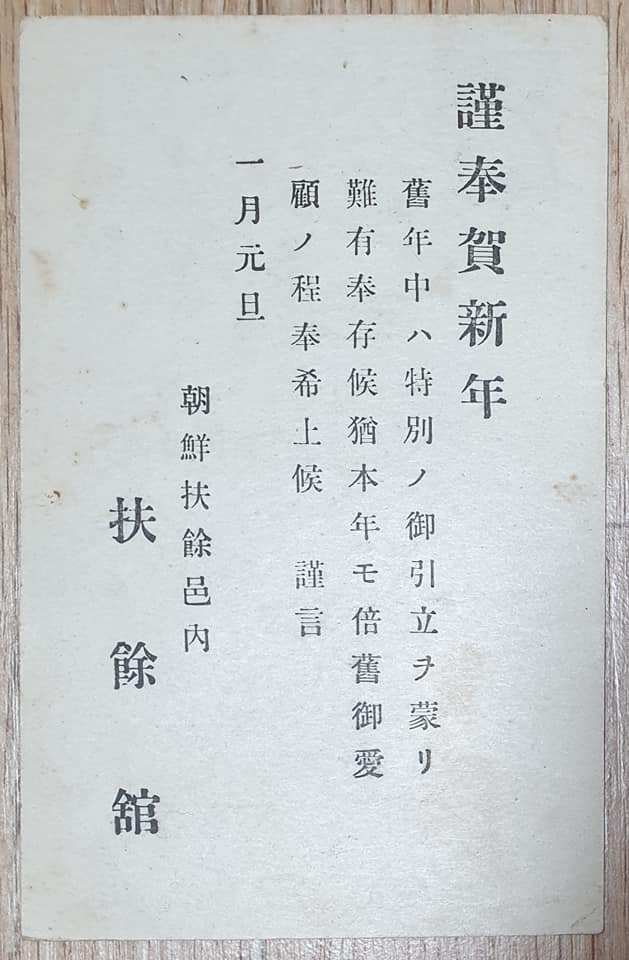 謹奉賀新年
舊年中ハ特別ノ御引立ヲ蒙リ
難有奉存候猶本年モ倍舊御愛
顧ノ程奉希上候　謹言
一月元旦
朝鮮扶餘邑內
扶餘舘